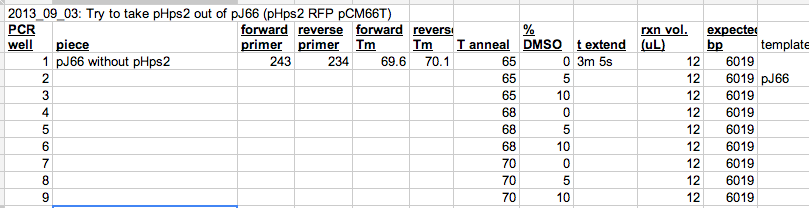 2013_09_03: Try to take pHps2 out of pJ66 (pHps2 RFP pCM66T)
PCR well piece forward primer reverse primer forward Tm revers Tm T anneal % DMSO t extend rxn vol. (uL) expected bp template
1 pJ66 without pHps2 243 234 69.6 70.1 65 0 3m 5s 12 6019
2 65 5 12 6019 pJ66
3 65 10 12 6019
4 68 0 12 6019
5 68 5 12 6019
6 68 10 12 6019
7 70 0 12 6019
8 70 5 12 6019
9 70 10 12 6019